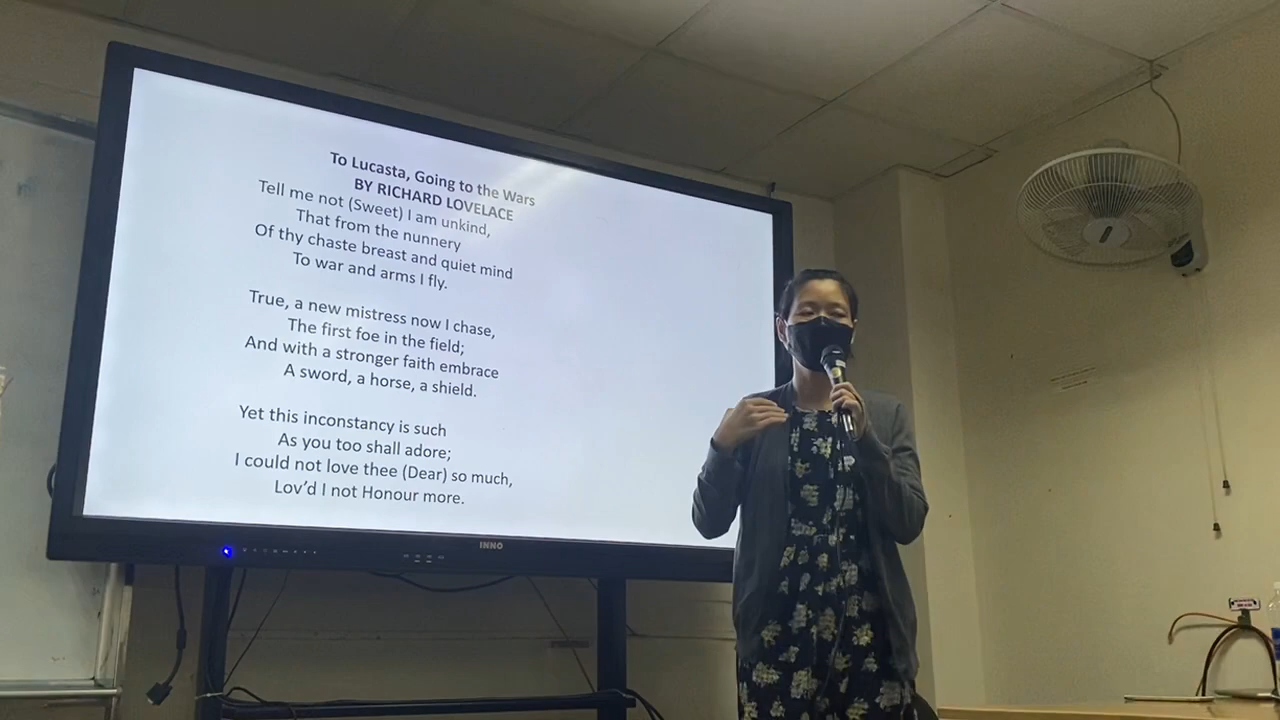 To Lucasta, Going to the Wars
BY RICHARD LOVELACE
Tell me not (Sweet) I am unkind,
That from the nunnery
Of thy chaste breast and quiet mind
To war and arms I fly.
True, a new mistress now I chase,
The first foe in the field;
And with a stronger faith embrace
A sword, a horse, a shield.
Yet this inconstancy is such
As you too shall adore;
I could not love thee (Dear) so much,
Lov'd I not Honour more.
INNO